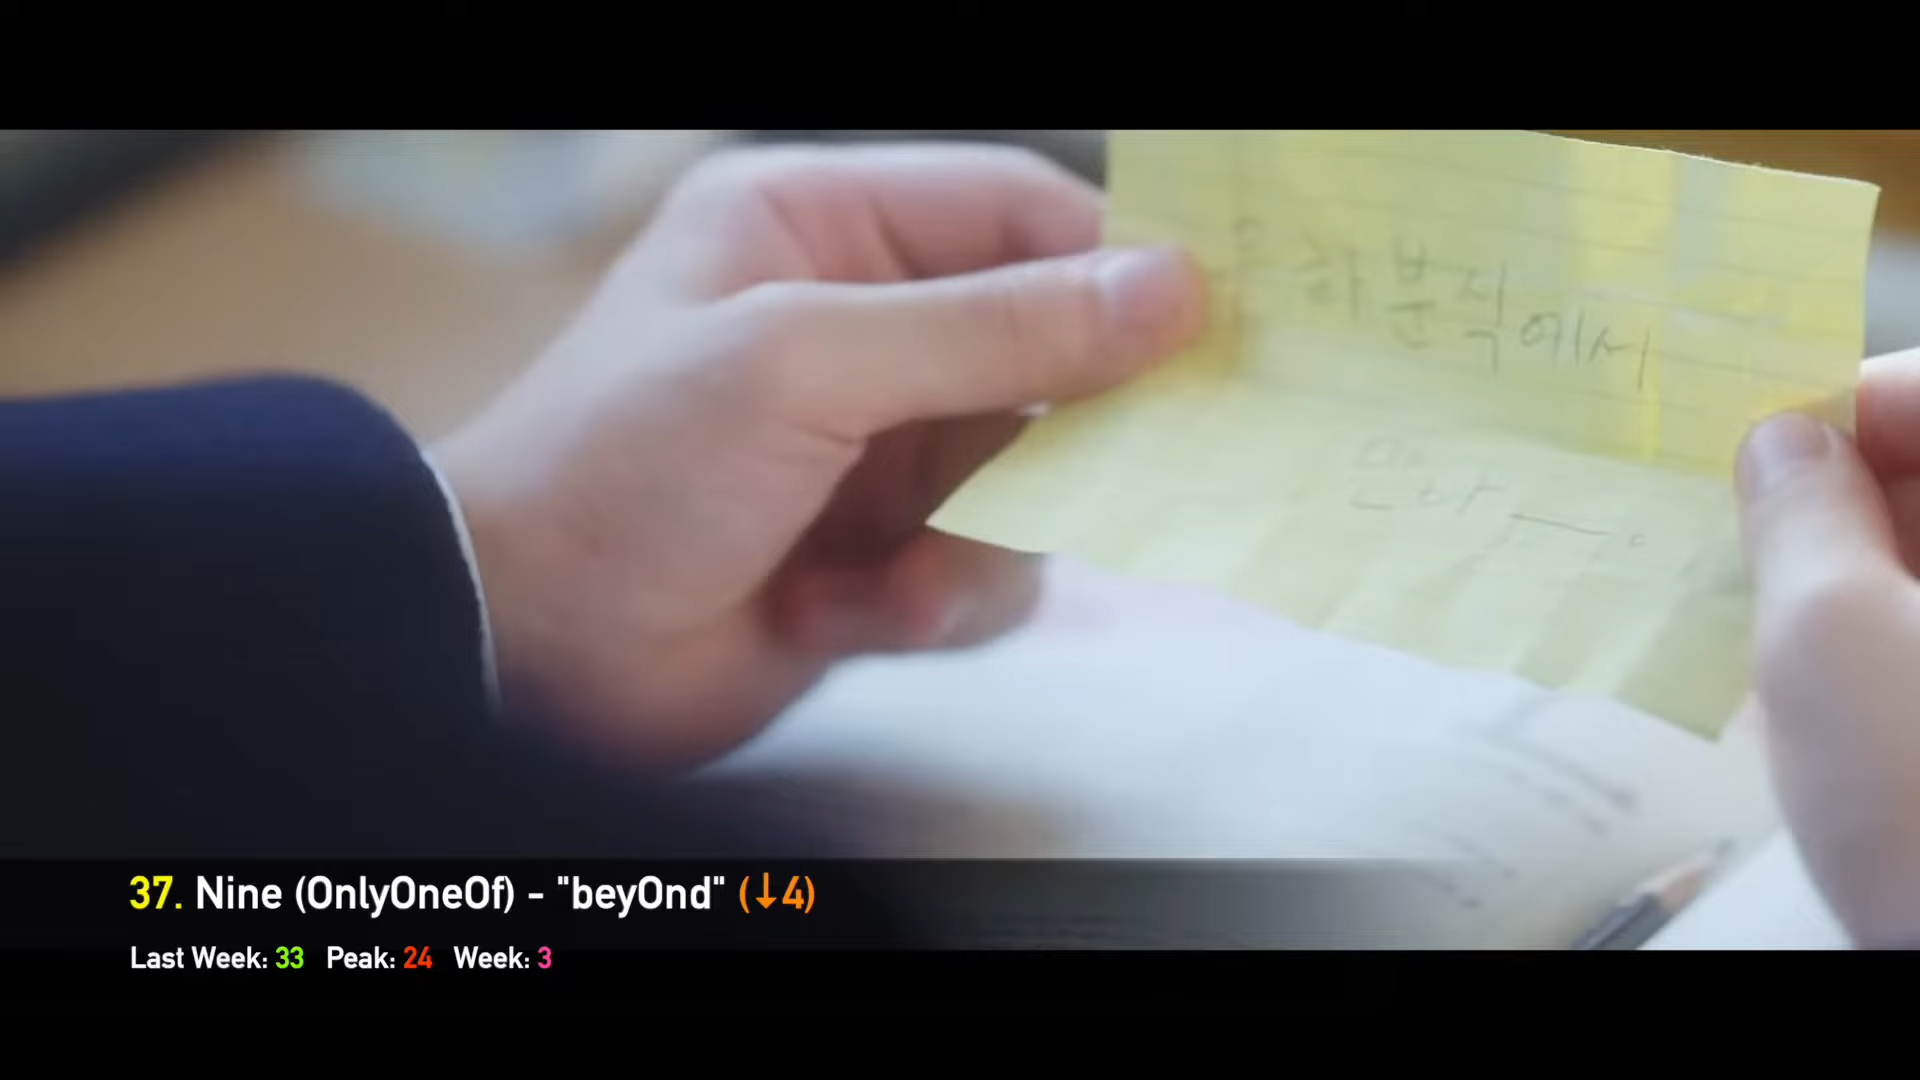 하분식에서
37. Nine (OnlyOneOf) - "beyOnd" (↓4)
Last Week: 33 Peak: 24 Week: 3